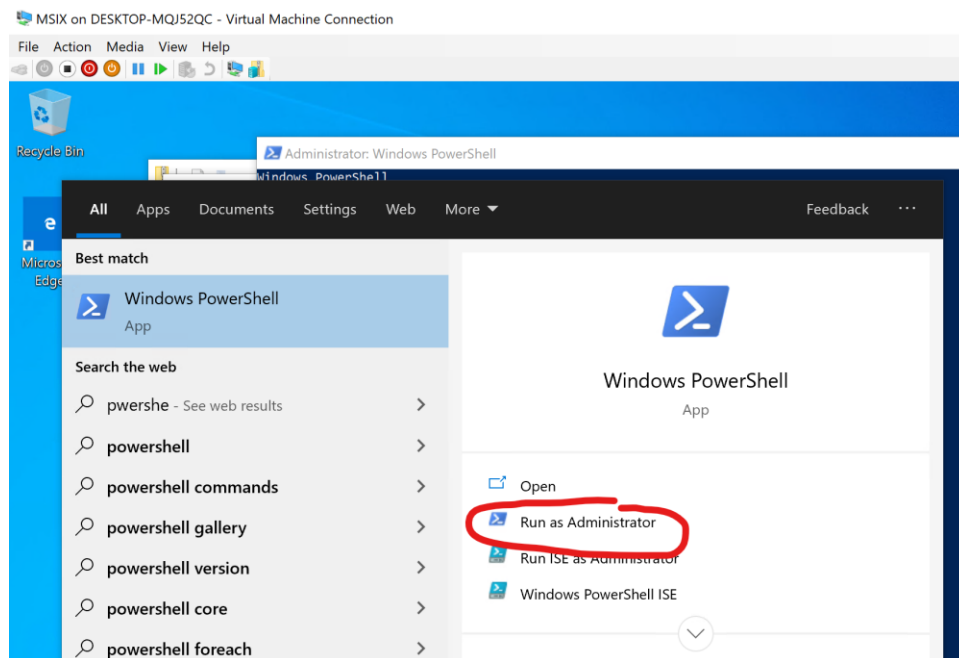 MSIX on DESKTOP-MQJ52QC - Virtual Machine Connection
File Action Media View Help
Recycle Bin
Administrator: Windows PowerShell
Windows PowerShell
All Apps Documents Settings Web More Feedback
Micros
Edge
Best match
Windows PowerShell
App
Search the web
pwershe - See web results
powershell
powershell commands
powershell gallery
powershell version
powershell core
powershell foreach
Windows PowerShell
App
Open
Run as Administrator
Run ISE as Administrator
Windows PowerShell ISE